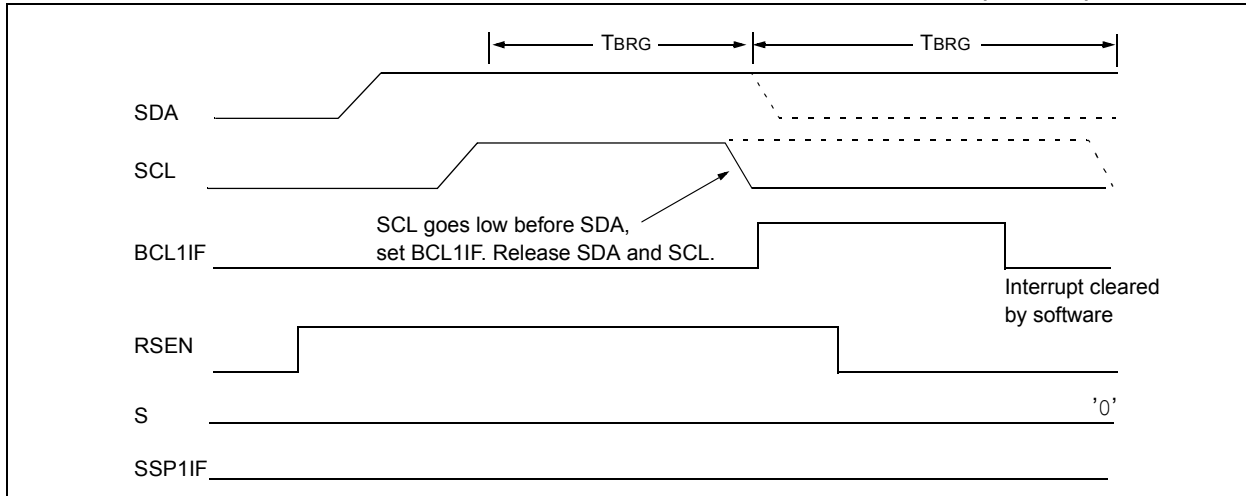 TBRG TBRG
SDA
SCL
SCL goes low before SDA,
set BCL1IF. Release SDA and SCL.
BCL1IF
Interrupt cleared
by software
RSEN
S '0'
SSP1IF